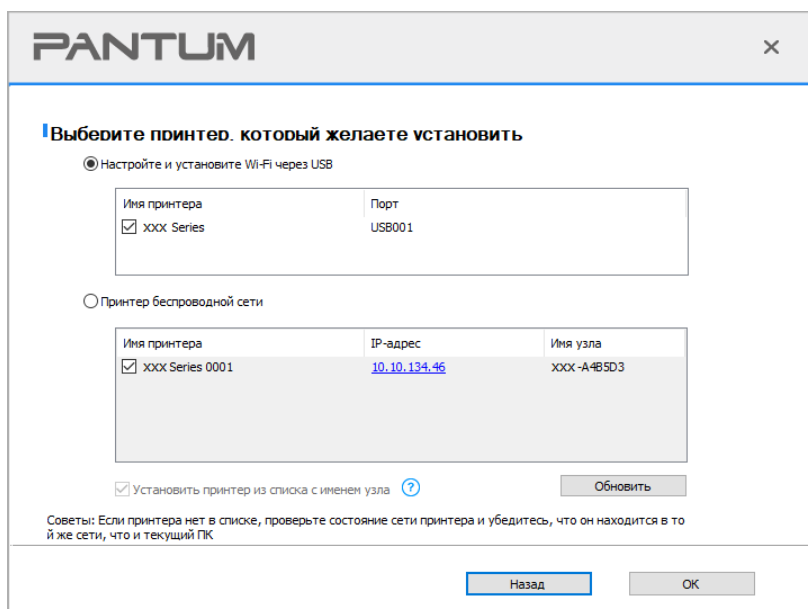 PANTUM
Выберите принтер, который желаете установить
Настройте и установите Wi-Fi через USB
Имя принтера Порт
XXX Series USB001
Принтер беспроводной сети
Имя принтера IP-адрес Имя узла
XXX Series 0001 10.10.134.46 XXX-A4B5D3
Установить принтер из списка с именем узла ? Обновить
Советы: Если принтера нет в списке, проверьте состояние сети принтера и убедитесь, что он находится в то
й же сети, что и текущий ПК
Назад OK